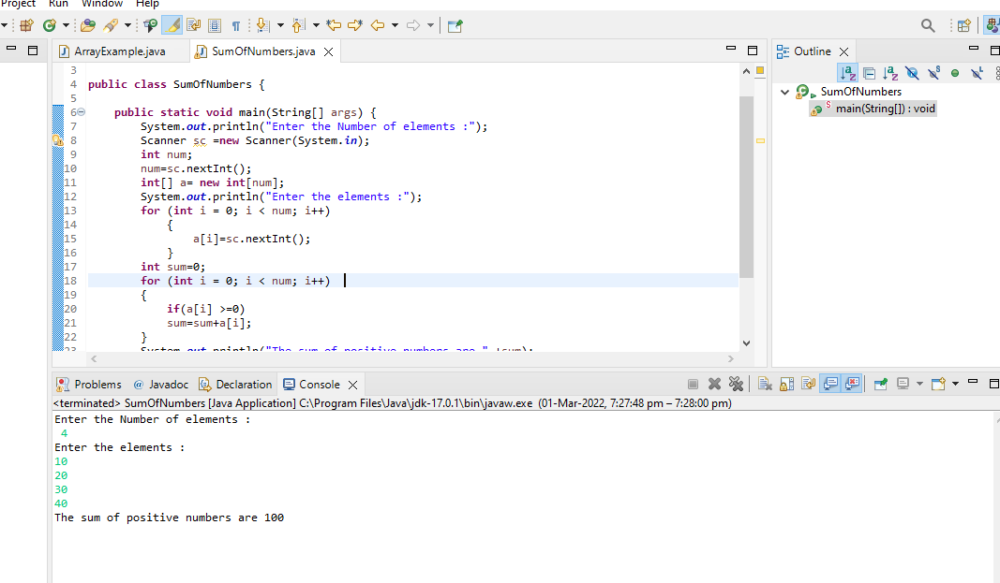 Project Run Window Help
ArrayExample.java
SumOfNumbers.java
3
4 public class SumOfNumbers {
5
6 public static void main(String[] args) {
7 System.out.println("Enter the Number of elements :");
8 Scanner sc =new Scanner(System.in);
9 int num;
10 num=sc.nextInt();
11 int[] a= new int[num];
12 System.out.println("Enter the elements :");
13 for (int i = 0; i < num; i++)
14 {
15 a[i]=sc.nextInt();
16 }
17 int sum=0;
18 for (int i = 0; i < num; i++)
19 {
20 if(a[i] >=0)
21 sum=sum+a[i];
22 }
23 System.out.println("The sum of positive numbers are " +sum);
Outline
SumOfNumbers
S main(String[]) : void
Problems @ Javadoc Declaration Console
<terminated> SumOfNumbers [Java Application] C:\Program Files\Java\jdk-17.0.1\bin\javaw.exe (01-Mar-2022, 7:27:48 pm – 7:28:00 pm)
Enter the Number of elements :
4
Enter the elements :
10
20
30
40
The sum of positive numbers are 100